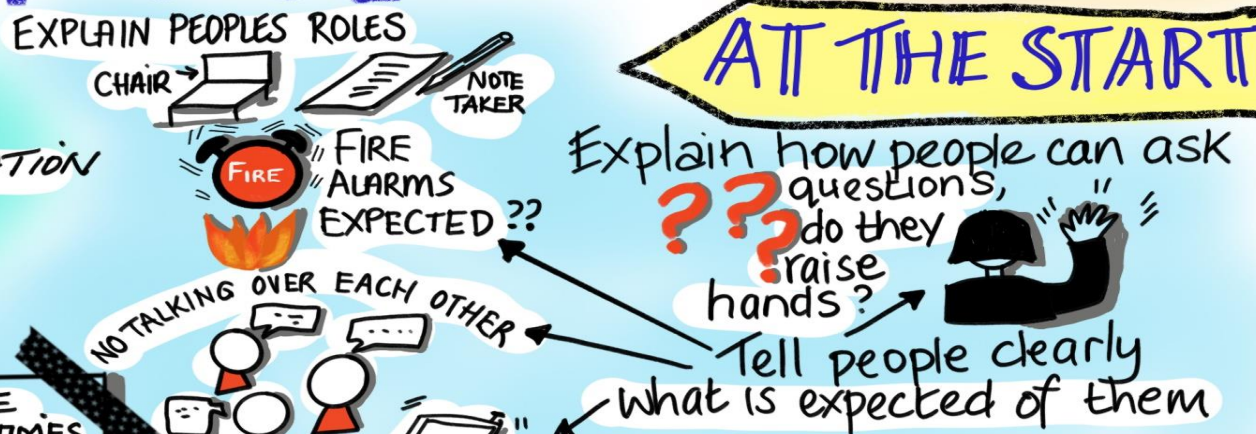 EXPLAIN PEOPLES ROLES
CHAIR
NOTE
TAKER
FIRE
FIRE
ALARMS
EXPECTED ??
NO TALKING OVER EACH OTHER
AT THE START
Explain how people can ask
??? questions,
do they
raise
hands?
Tell people clearly
what is expected of them